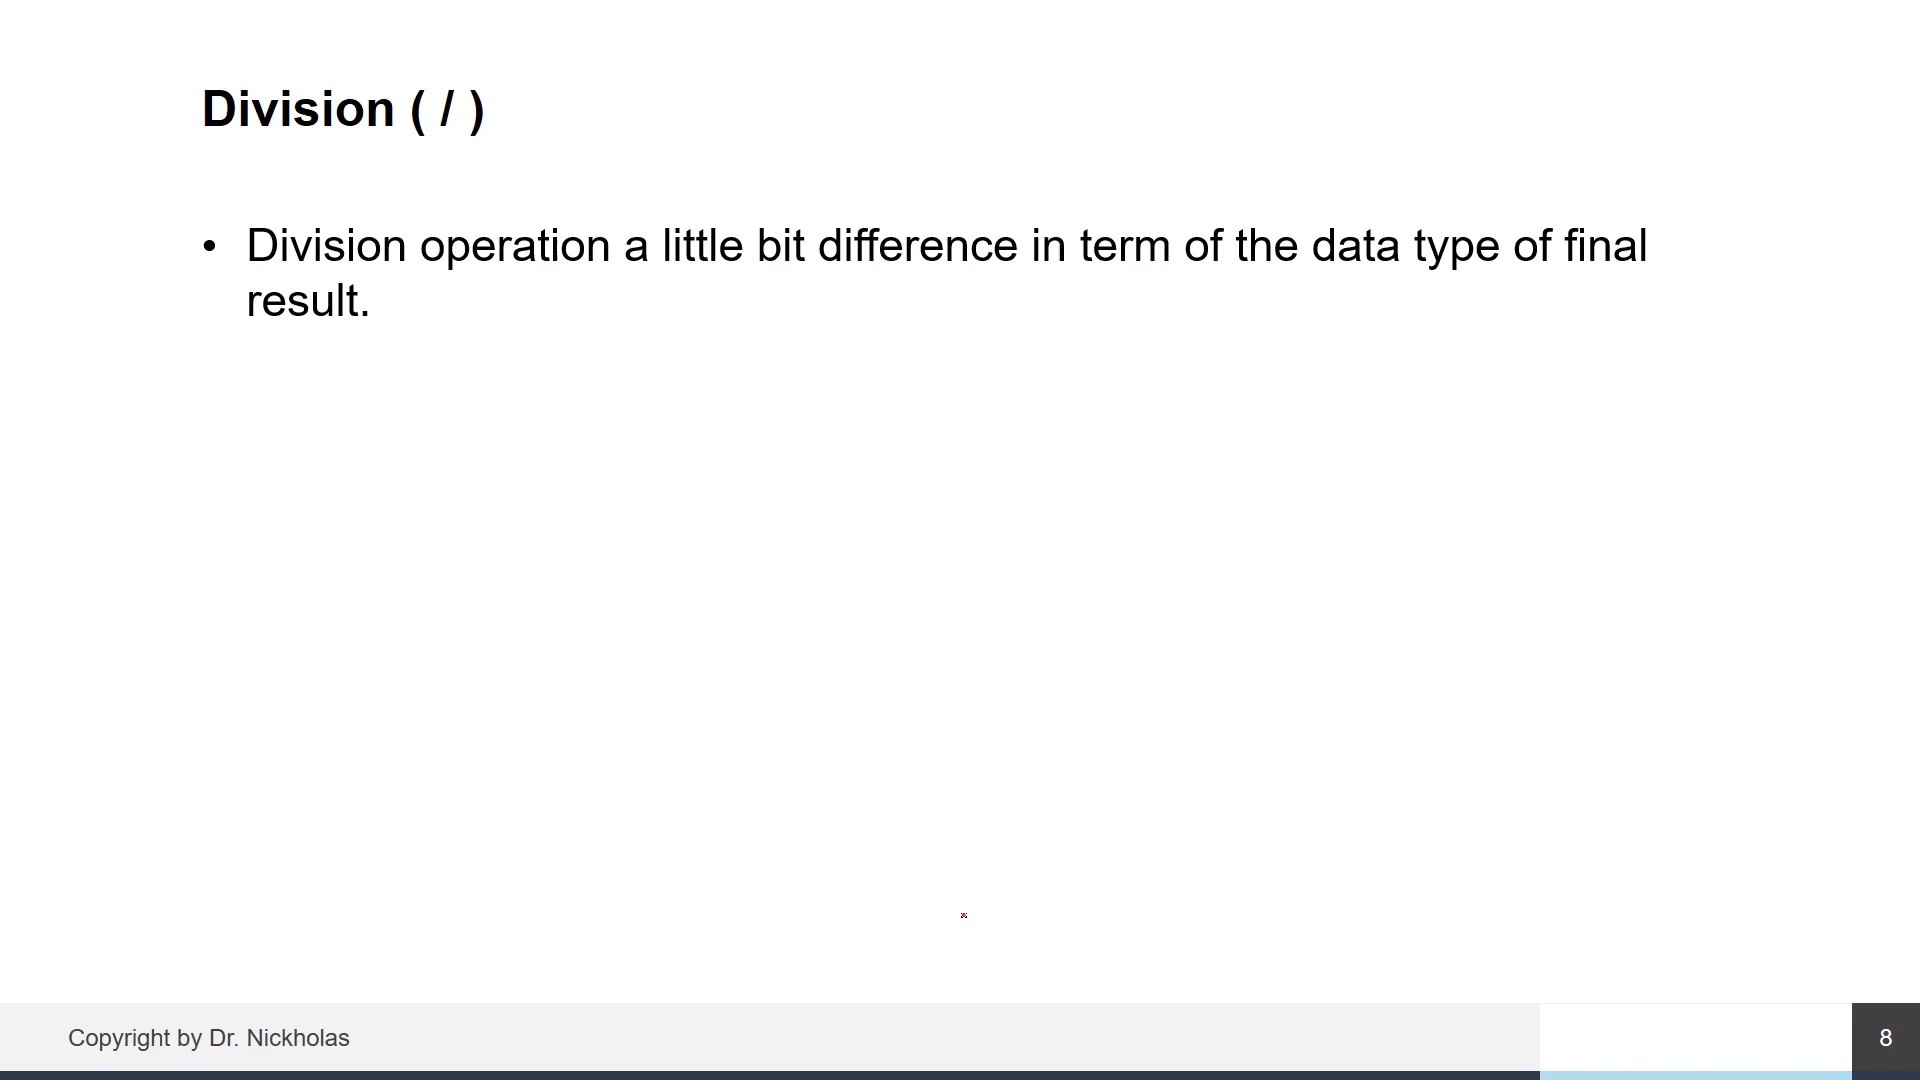 Division ( / )
• Division operation a little bit difference in term of the data type of final
result.
Copyright by Dr. Nickholas
8